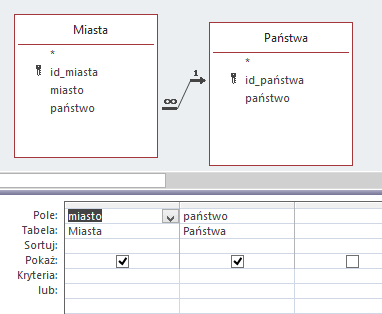 Miasta
*
id_miasta
miasto
państwo
∞
1
Państwa
*
id_państwa
państwo
Pole: miasto państwo
Tabela: Miasta Państwa
Sortuj:
Pokaż:
Kryteria:
lub: